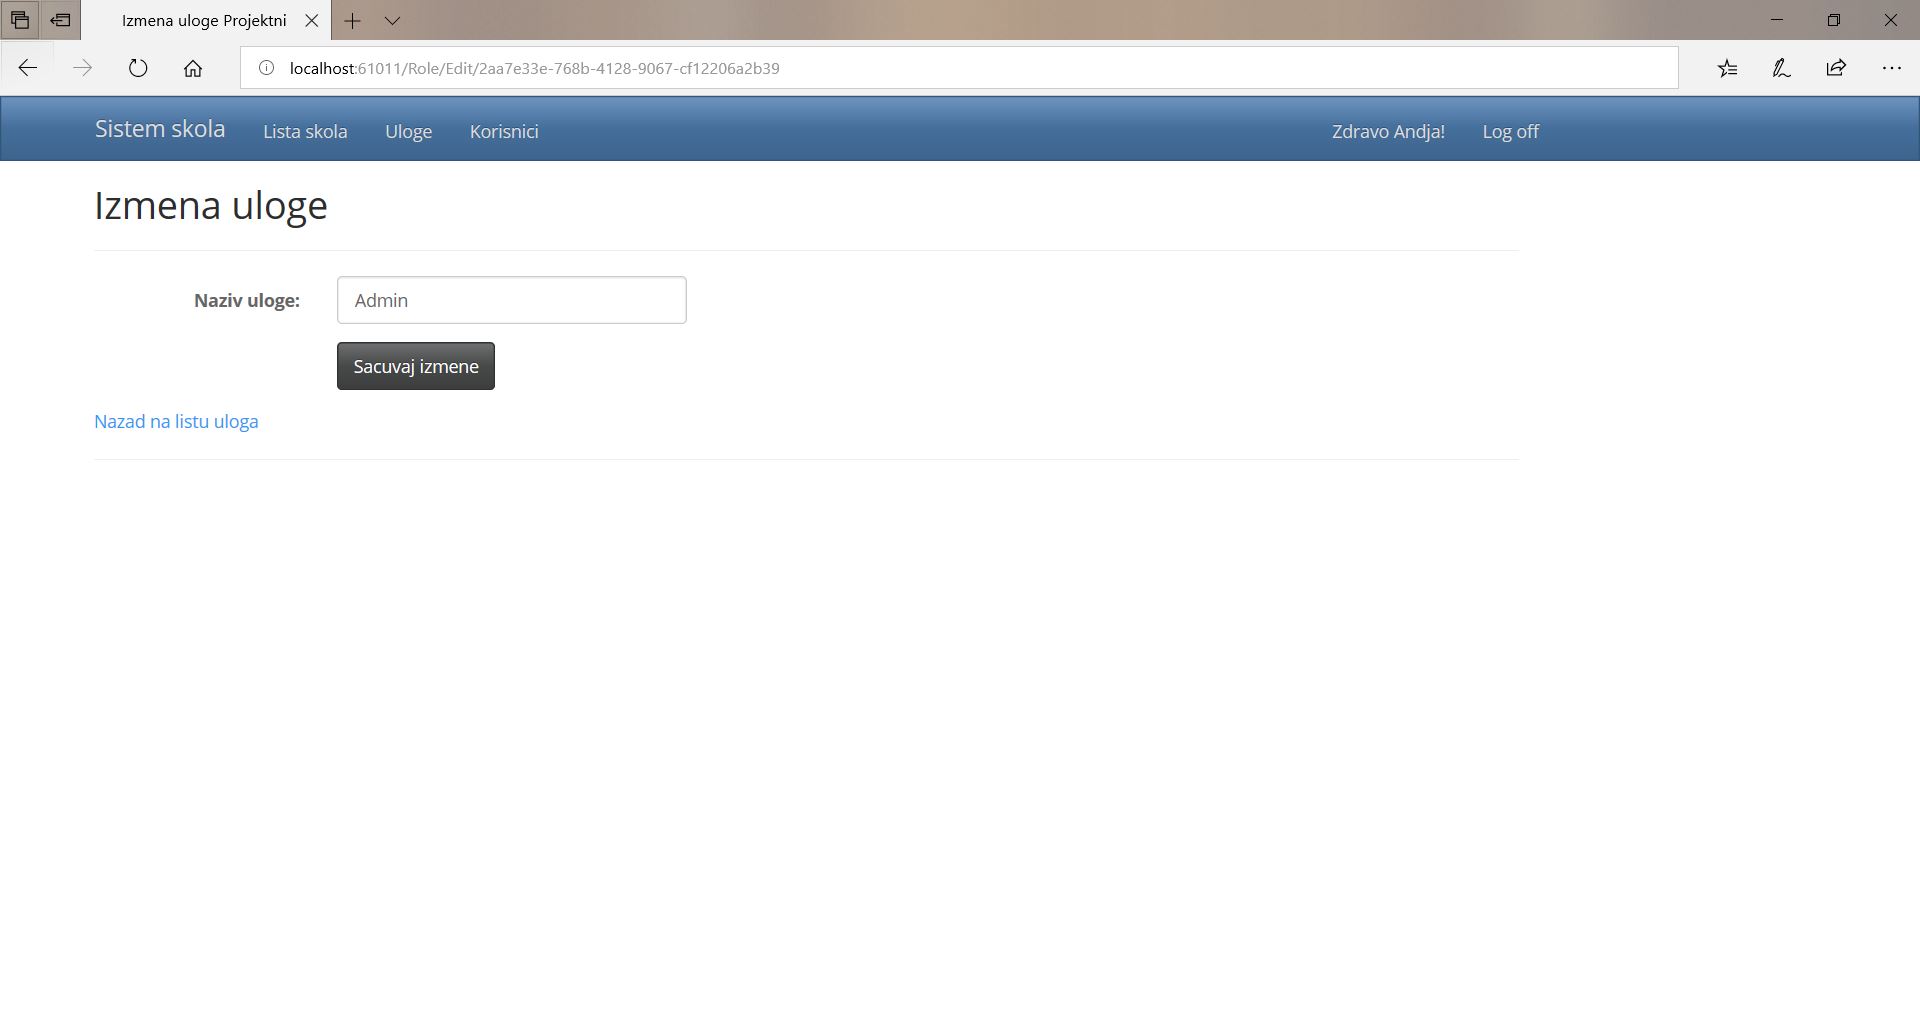 Izmena uloge Projektni
localhost:61011/Role/Edit/2aa7e33e-768b-4128-9067-cf12206a2b39
Sistem skola Lista skola Uloge Korisnici Zdravo Andja! Log off
Izmena uloge
Naziv uloge: Admin
Sacuvaj izmene
Nazad na listu uloga